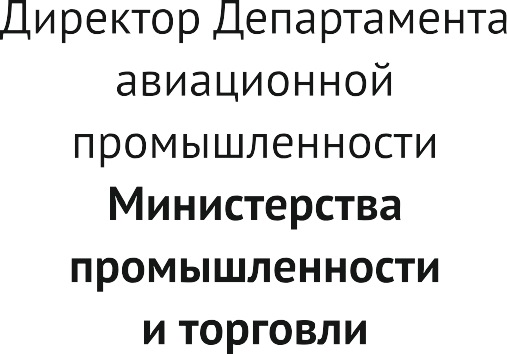 Директор Департамента
авиационной
промышленности
Министерства
промышленности
и торговли